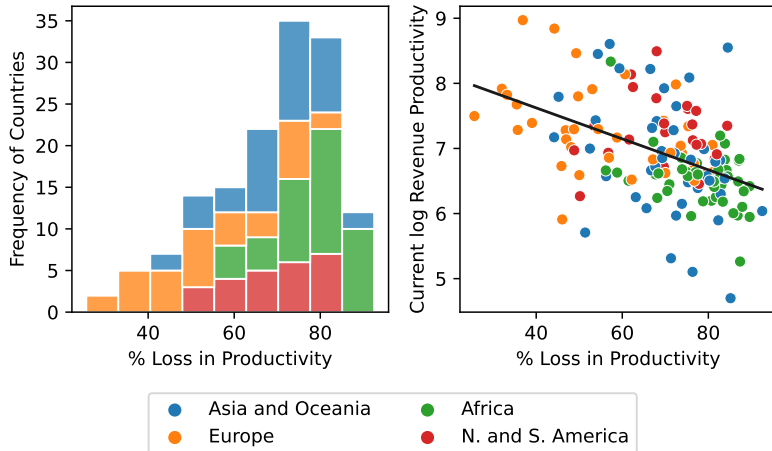 Frequency of Countries
35
30
25
20
15
10
5
0
40 60 80
% Loss in Productivity
Current log Revenue Productivity
9
8
7
6
5
40 60 80
% Loss in Productivity
Asia and Oceania
Europe
Africa
N. and S. America